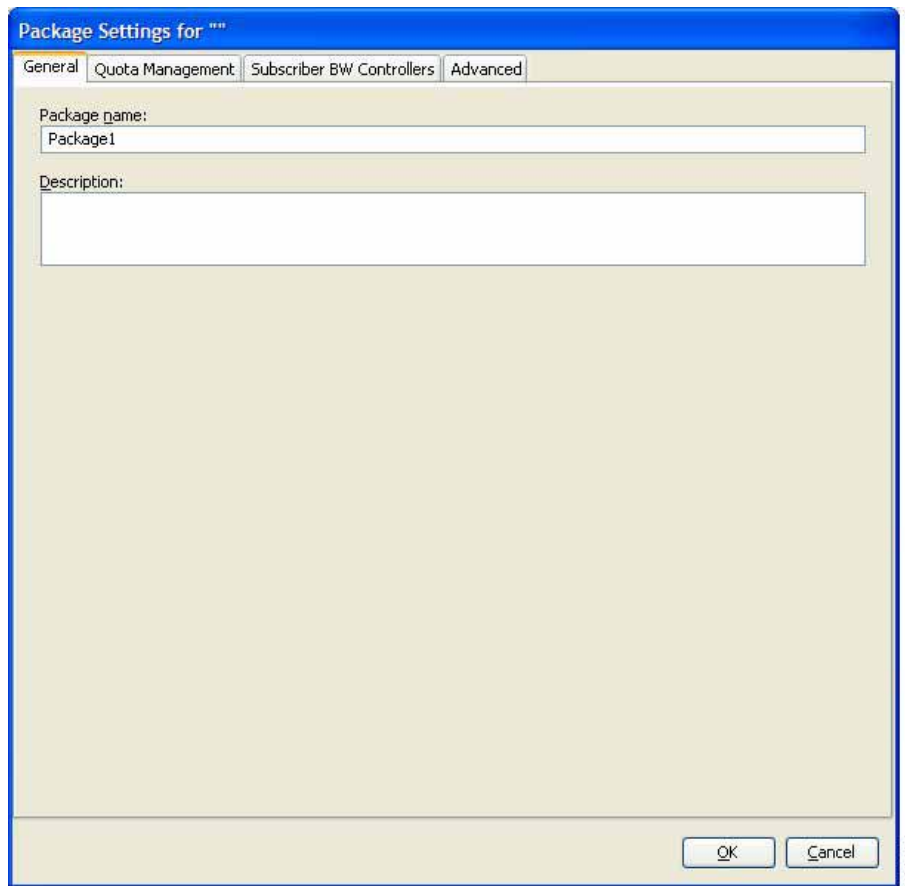 Package Settings for ""
General Quota Management Subscriber BW Controllers Advanced
Package name:
Package1
Description:
OK Cancel